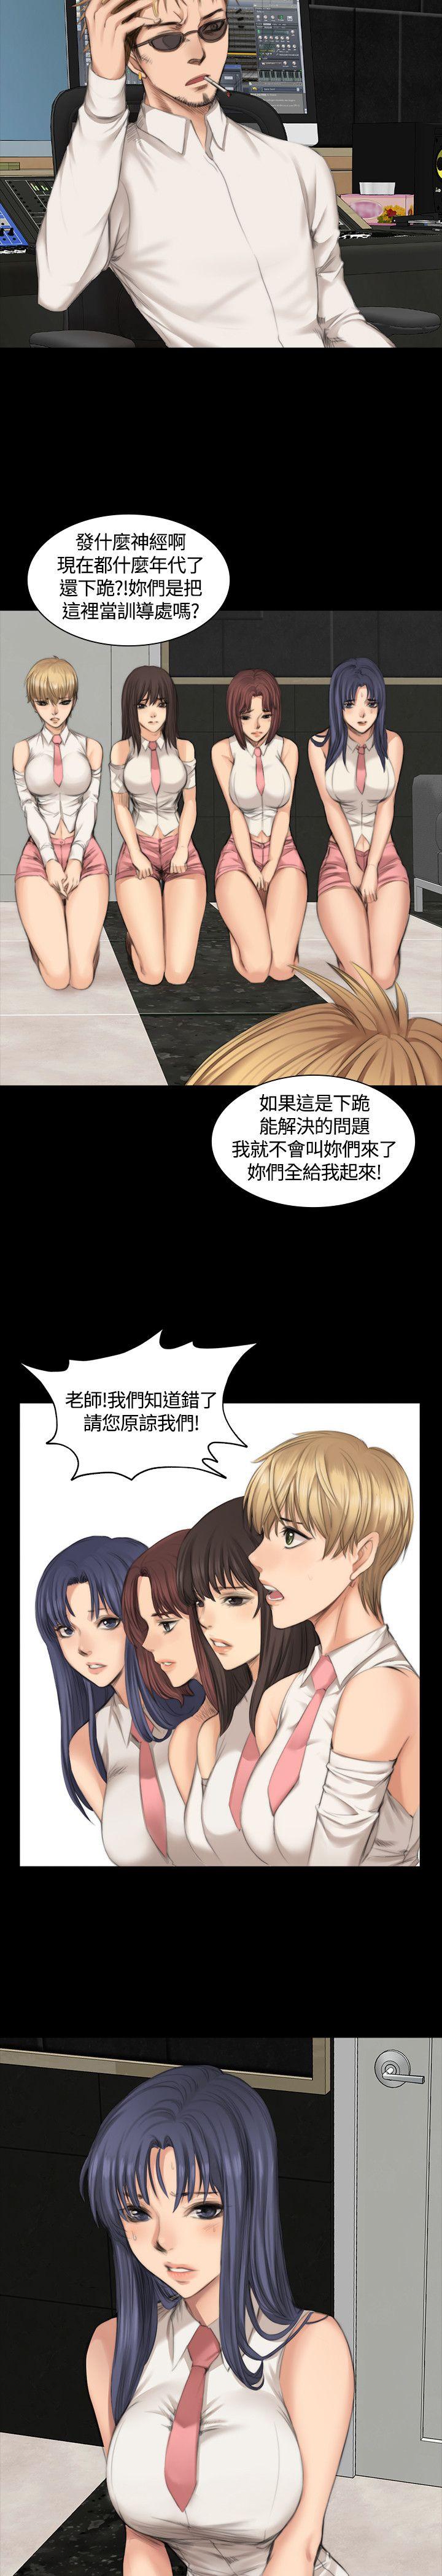 發什麼神經啊
現在都什麼年代了
還下跪?!妳們是把
這裡當訓導處嗎?
如果這是下跪
能解決的問題
我就不會叫妳們來了
妳們全給我起來!
老師!我們知道錯了
請您原諒我們!